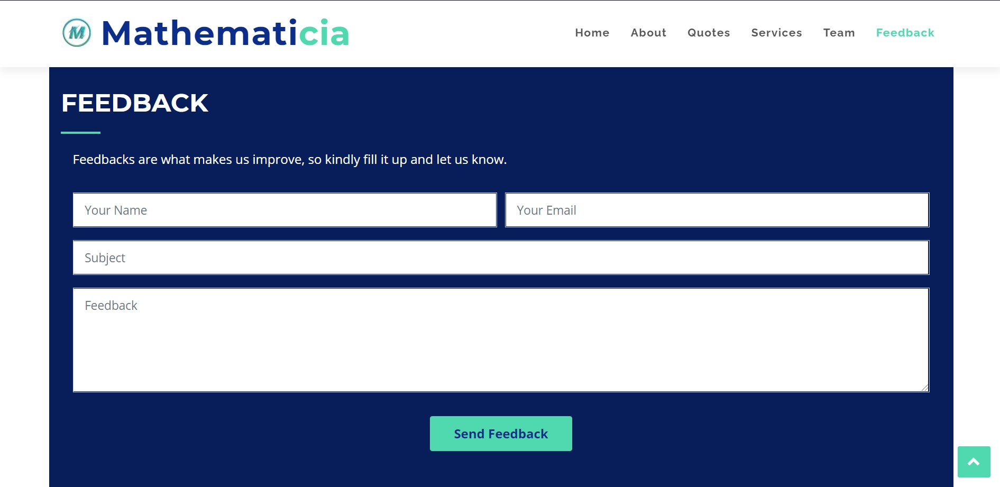 M Mathematicia
Home About Quotes Services Team Feedback
FEEDBACK
Feedbacks are what makes us improve, so kindly fill it up and let us know.
Your Name Your Email
Subject
Feedback
Send Feedback